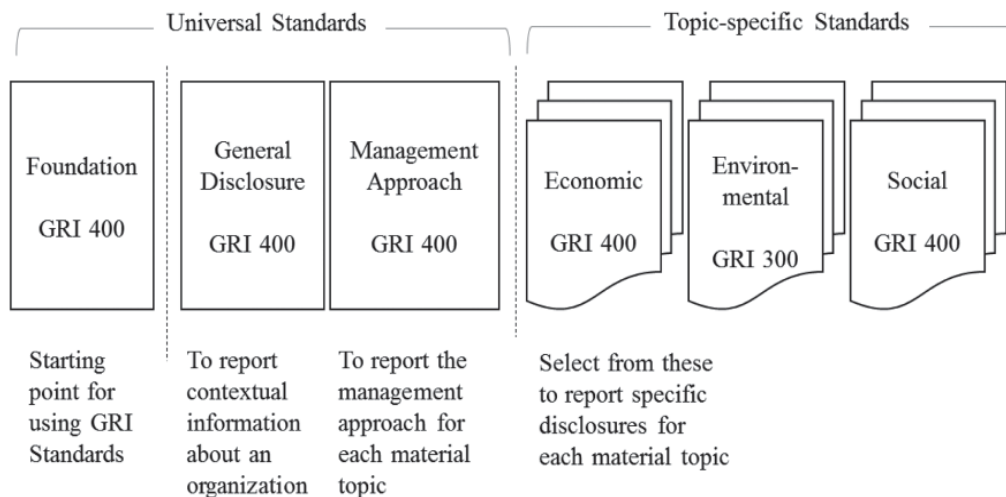 Universal Standards
Topic-specific Standards
Foundation
GRI 400
General
Disclosure
GRI 400
Management
Approach
GRI 400
Economic
GRI 400
Environ-
mental
GRI 300
Social
GRI 400
Starting
point for
using GRI
Standards
To report
contextual
information
about an
organization
To report the
management
approach for
each material
topic
Select from these
to report specific
disclosures for
each material topic